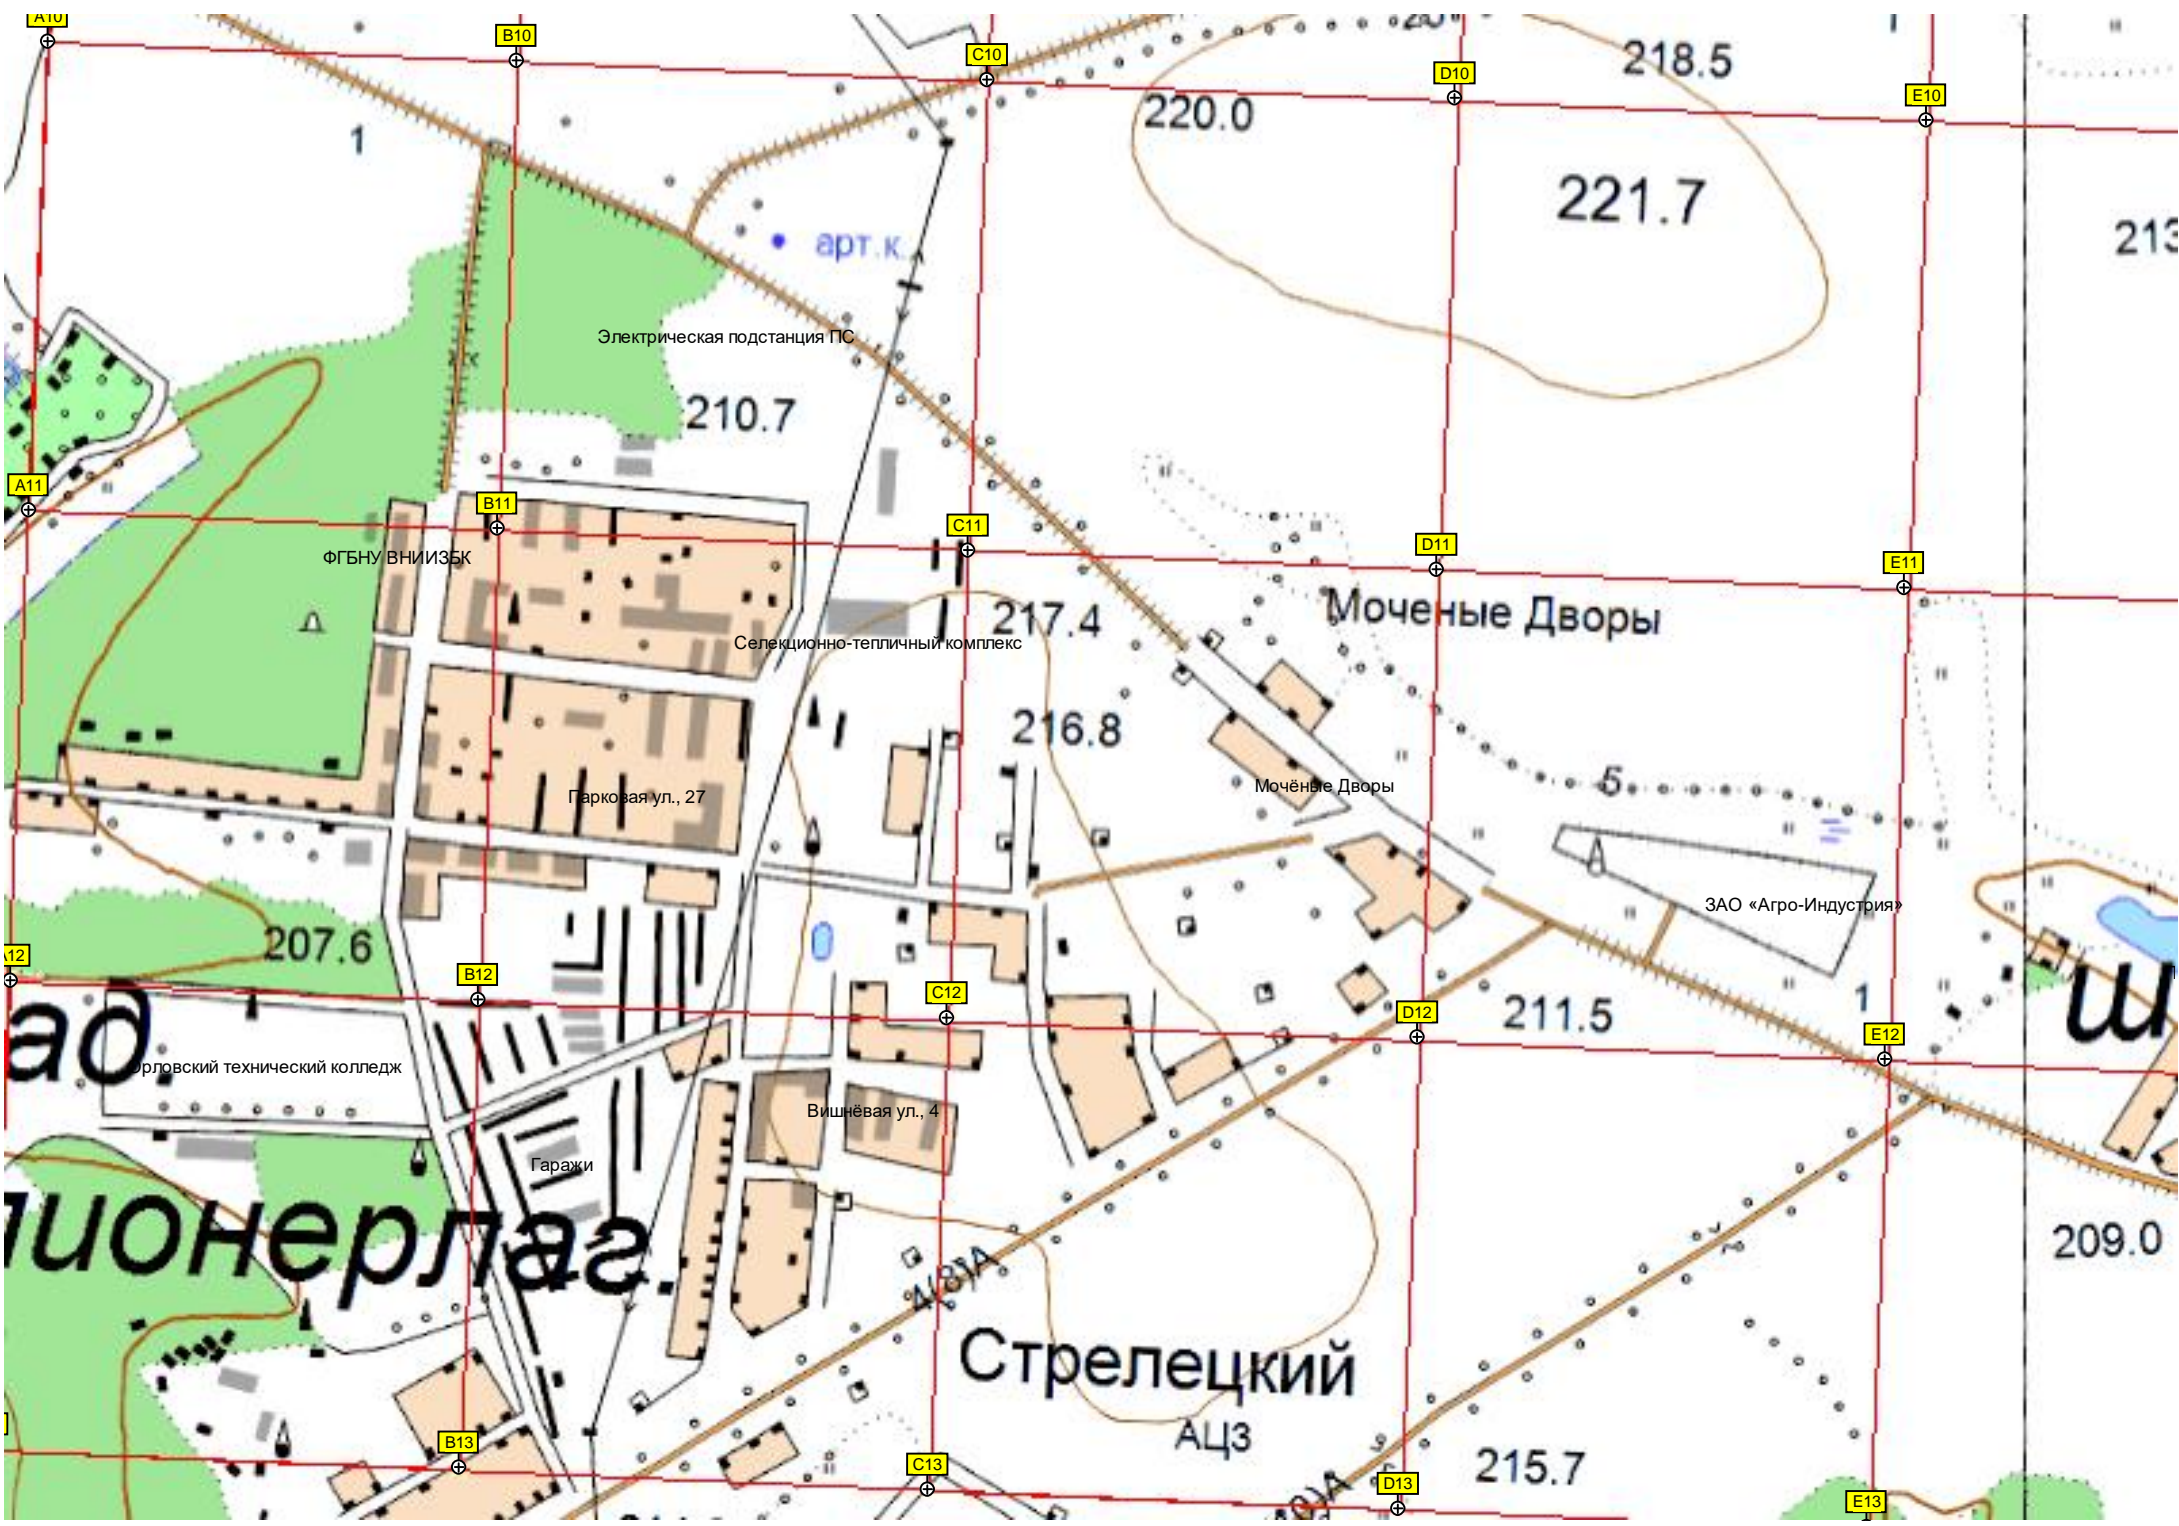 A10
B10
C10
D10
E10
218.5
220.0
1
221.7
арт.к.
213
Электрическая подстанция ПС
210.7
A11
B11
C11
D11
E11
ФГБНУ ВНИИЗБК
217.4
Моченые Дворы
Селекционно-тепличный комплекс
216.8
5
Мочёные Дворы
Парковая ул., 27
ЗАО «Агро-Индустрия»
207.6
A12
B12
C12
D12
E12
211.5
1
ад.
ш
Орловский технический колледж
Вишнёвая ул., 4
Гаражи
пионерлаг.
209.0
4(8)А
Стрелецкий
АЦЗ
215.7
B13
C13
D13
E13